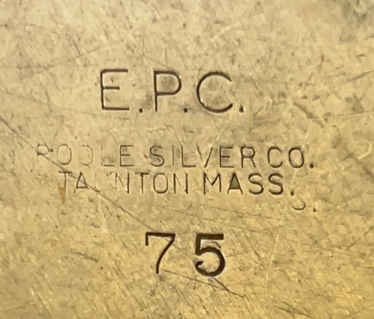 E.P.C.
POOLE SILVER CO.
TAUNTON MASS.
75